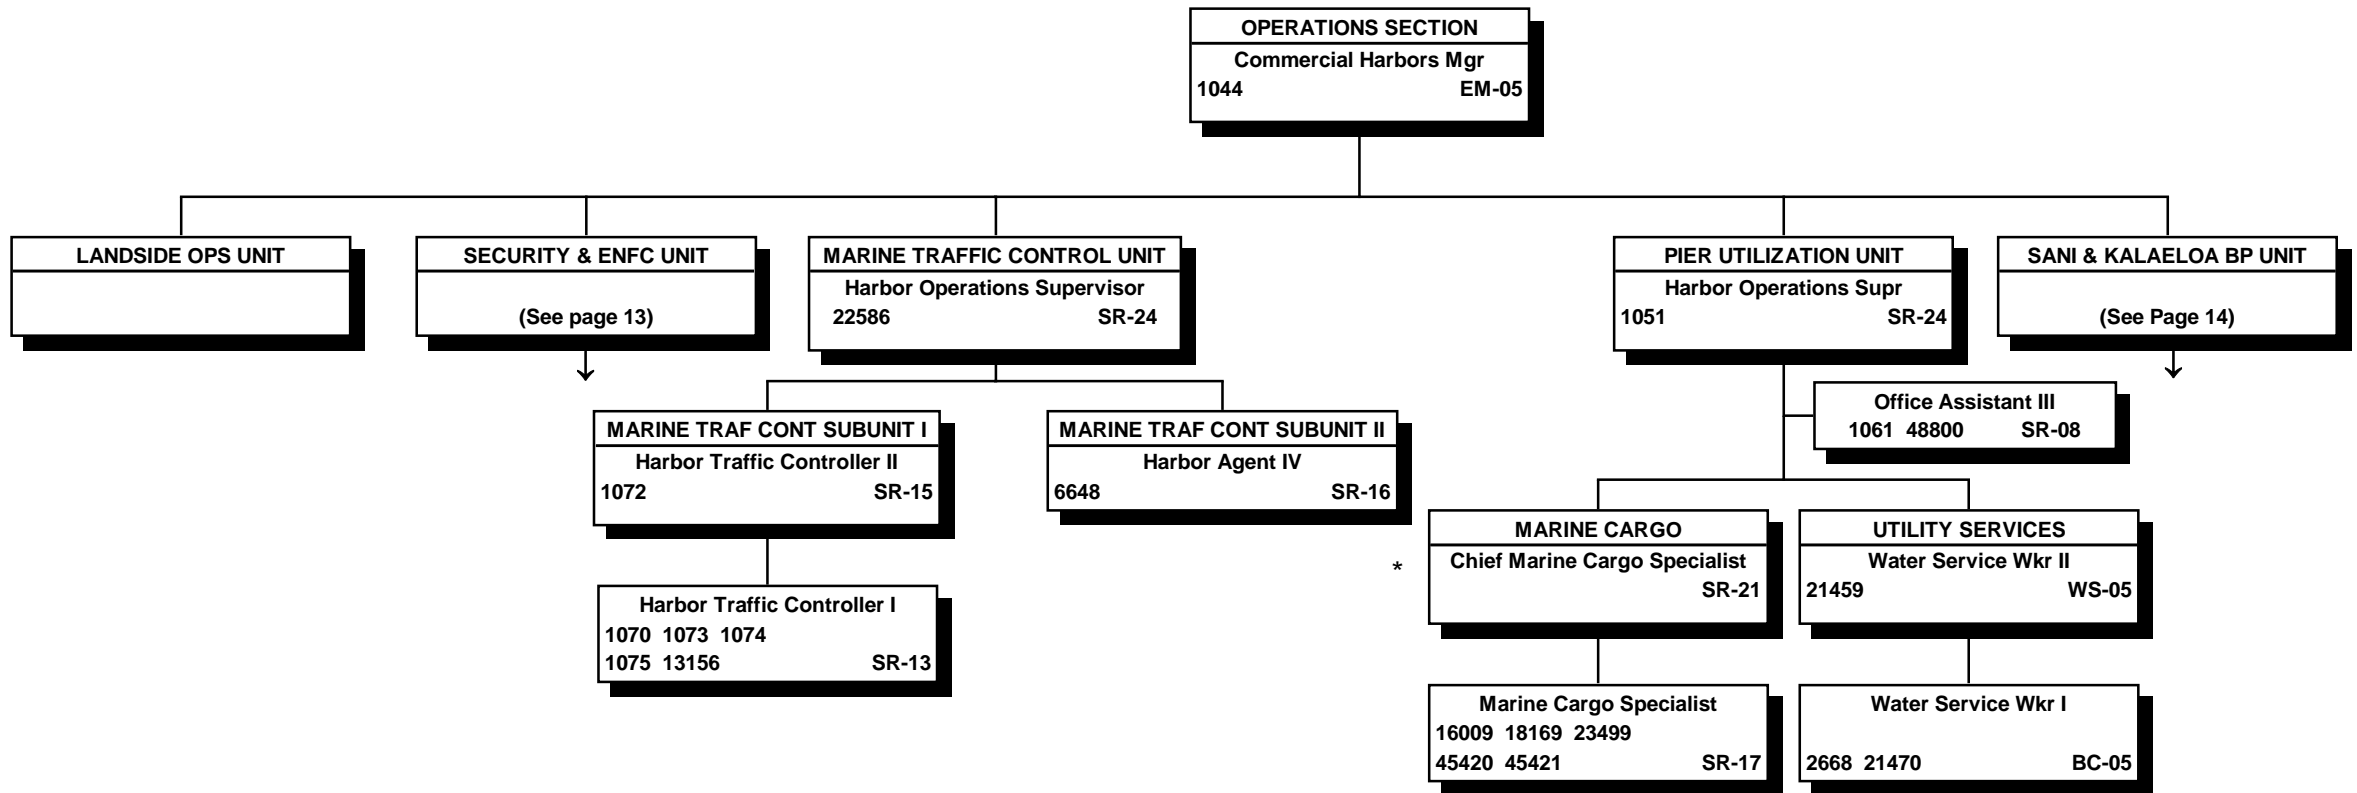 OPERATIONS SECTION
Commercial Harbors Mgr
1044 EM-05
LANDSIDE OPS UNIT
SECURITY & ENFC UNIT
(See page 13)
MARINE TRAFFIC CONTROL UNIT
Harbor Operations Supervisor
22586 SR-24
PIER UTILIZATION UNIT
Harbor Operations Supr
1051 SR-24
SANI & KALAELOA BP UNIT
(See Page 14)
Office Assistant III
1061 48800 SR-08
MARINE TRAF CONT SUBUNIT I
Harbor Traffic Controller II
1072 SR-15
MARINE TRAF CONT SUBUNIT II
Harbor Agent IV
6648 SR-16
Harbor Traffic Controller I
1070 1073 1074
1075 13156 SR-13
*
MARINE CARGO
Chief Marine Cargo Specialist
SR-21
UTILITY SERVICES
Water Service Wkr II
21459 WS-05
Marine Cargo Specialist
16009 18169 23499
45420 45421 SR-17
Water Service Wkr I
2668 21470 BC-05